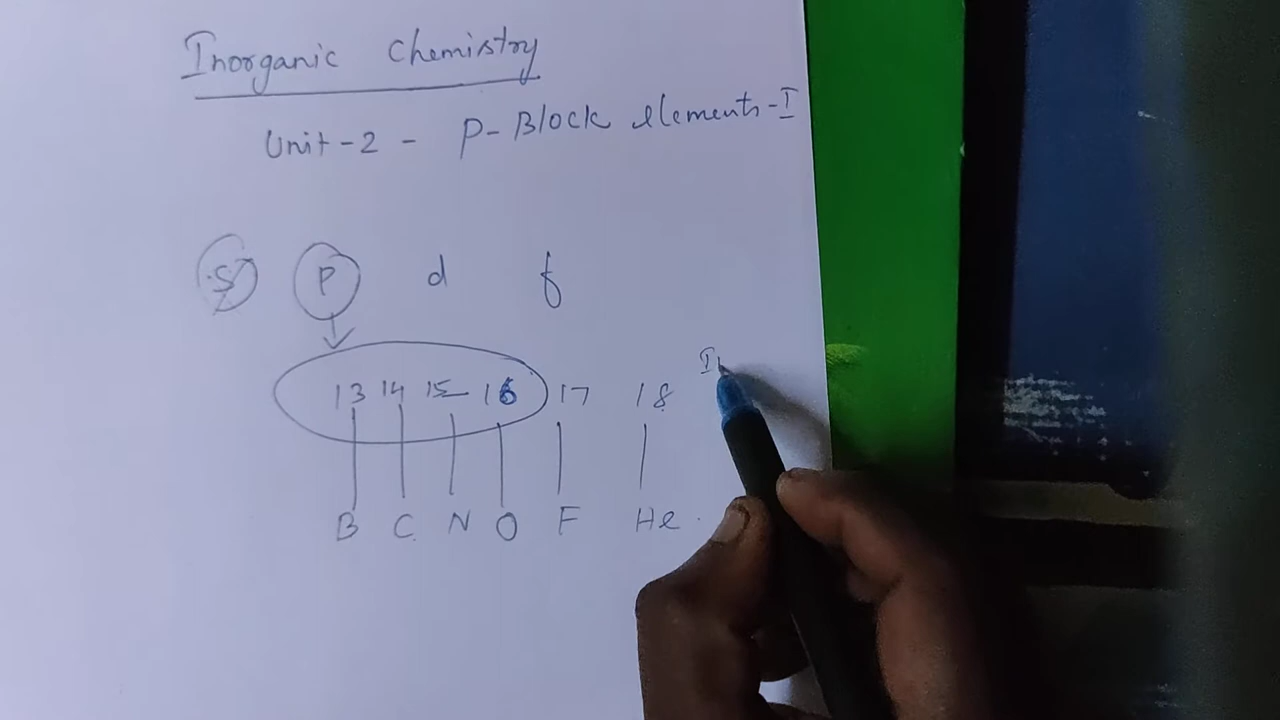 Inorganic Chemistry
Unit-2 - P-Block elements-I
S P d f
13 14 15 16 17 18
B C N O F He